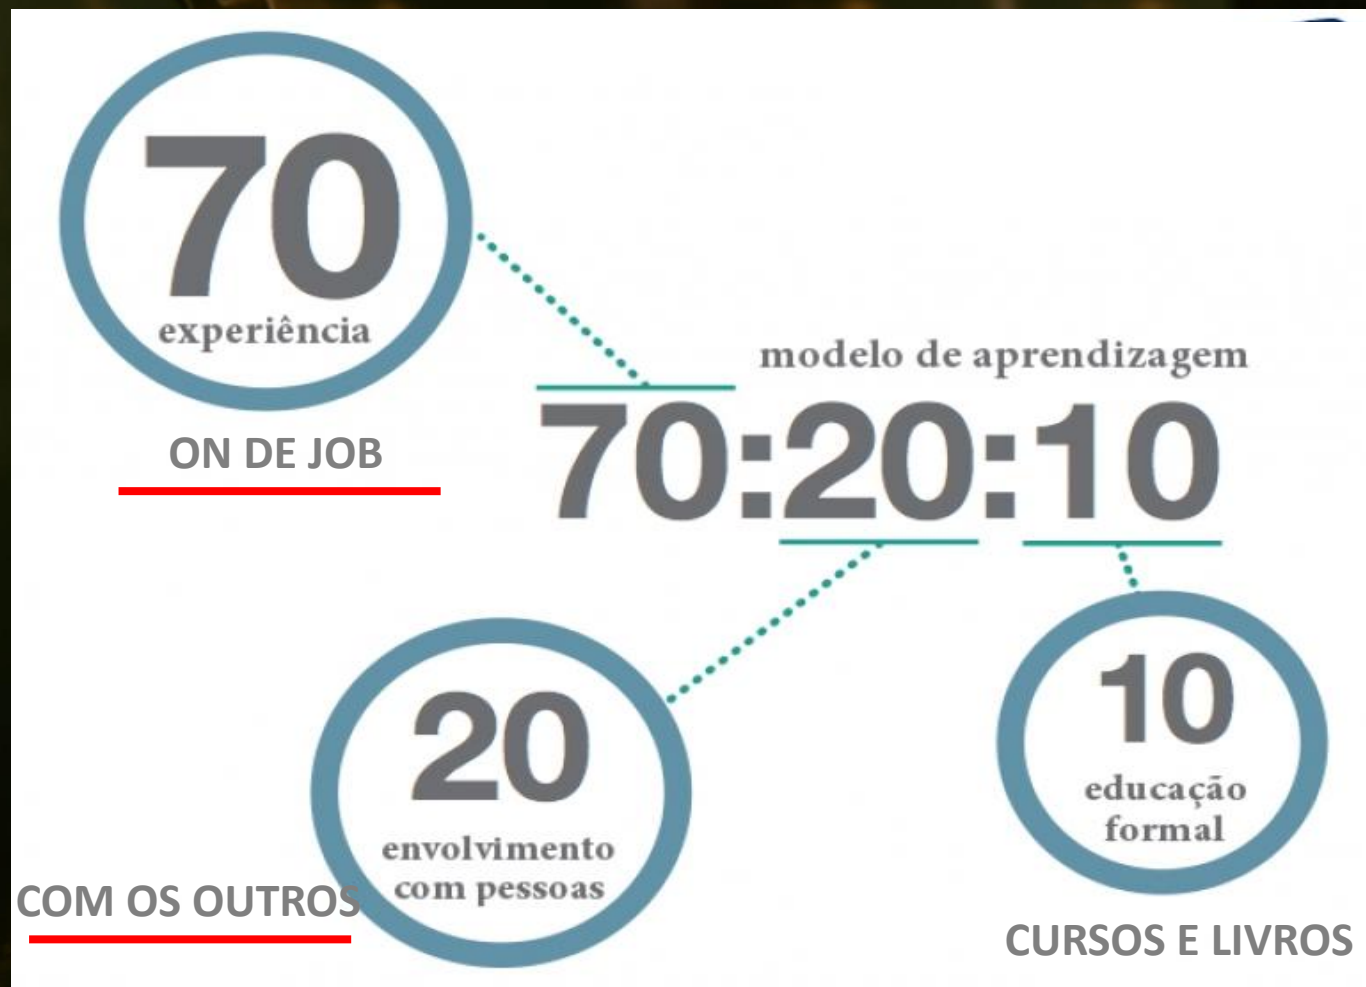 70
experiência
ON DE JOB
modelo de aprendizagem
70:20:10
20
envolvimento
com pessoas
COM OS OUTROS
10
educação
formal
CURSOS E LIVROS